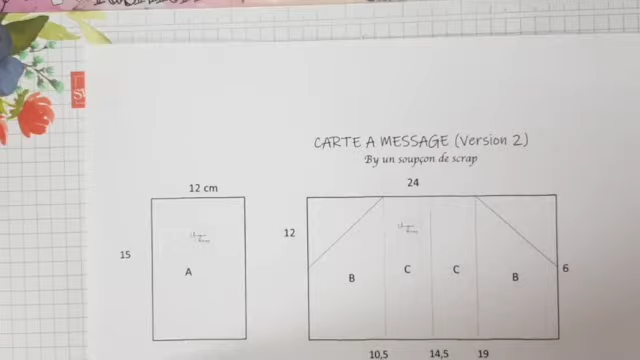 CARTE A MESSAGE (Version 2)
By un soupçon de scrap
12 cm
24
15
12
A
B
C
C
B
6
10,5
14,5
19